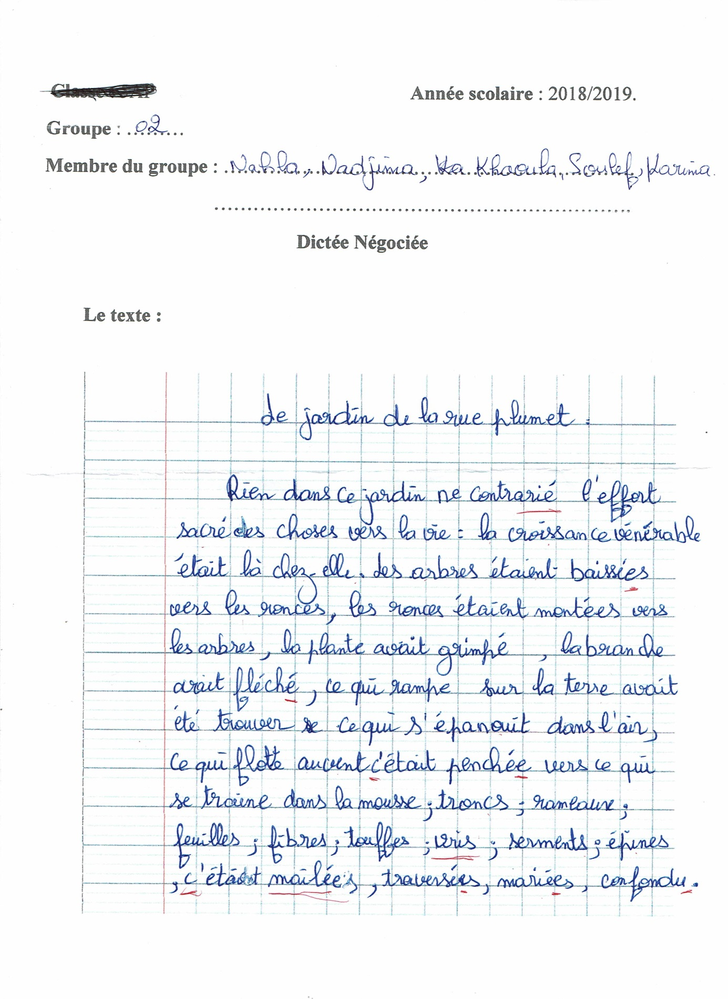 Année scolaire : 2018/2019.
Groupe : .02.......
Membre du groupe : .Nahla, Nadjima, Khaoula, Soulef, Karima.
Dictée Négociée
Le texte :
Le jardin de la rue plumet.
Rien dans ce jardin ne contrarié l'effort
sacré des choses vers la vie : la croissance vénérable
était là chez-elle. Les arbres étaient baissées
vers les ronces, les ronces étaient montées vers
les arbres, la plante avait grimpé , la branche
avait fléché, ce qui rampe sur la terre avait
été trouver ce qui s'épanouit dans l'air,
ce qui flotte auvent c'était penchée vers ce qui
se traine dans la mousse ; troncs ; rameaux ;
feuilles ; fibres ; touffes ; vris ; serments ; épines
, c'étaient mailées, traversées, mariées, confondu.